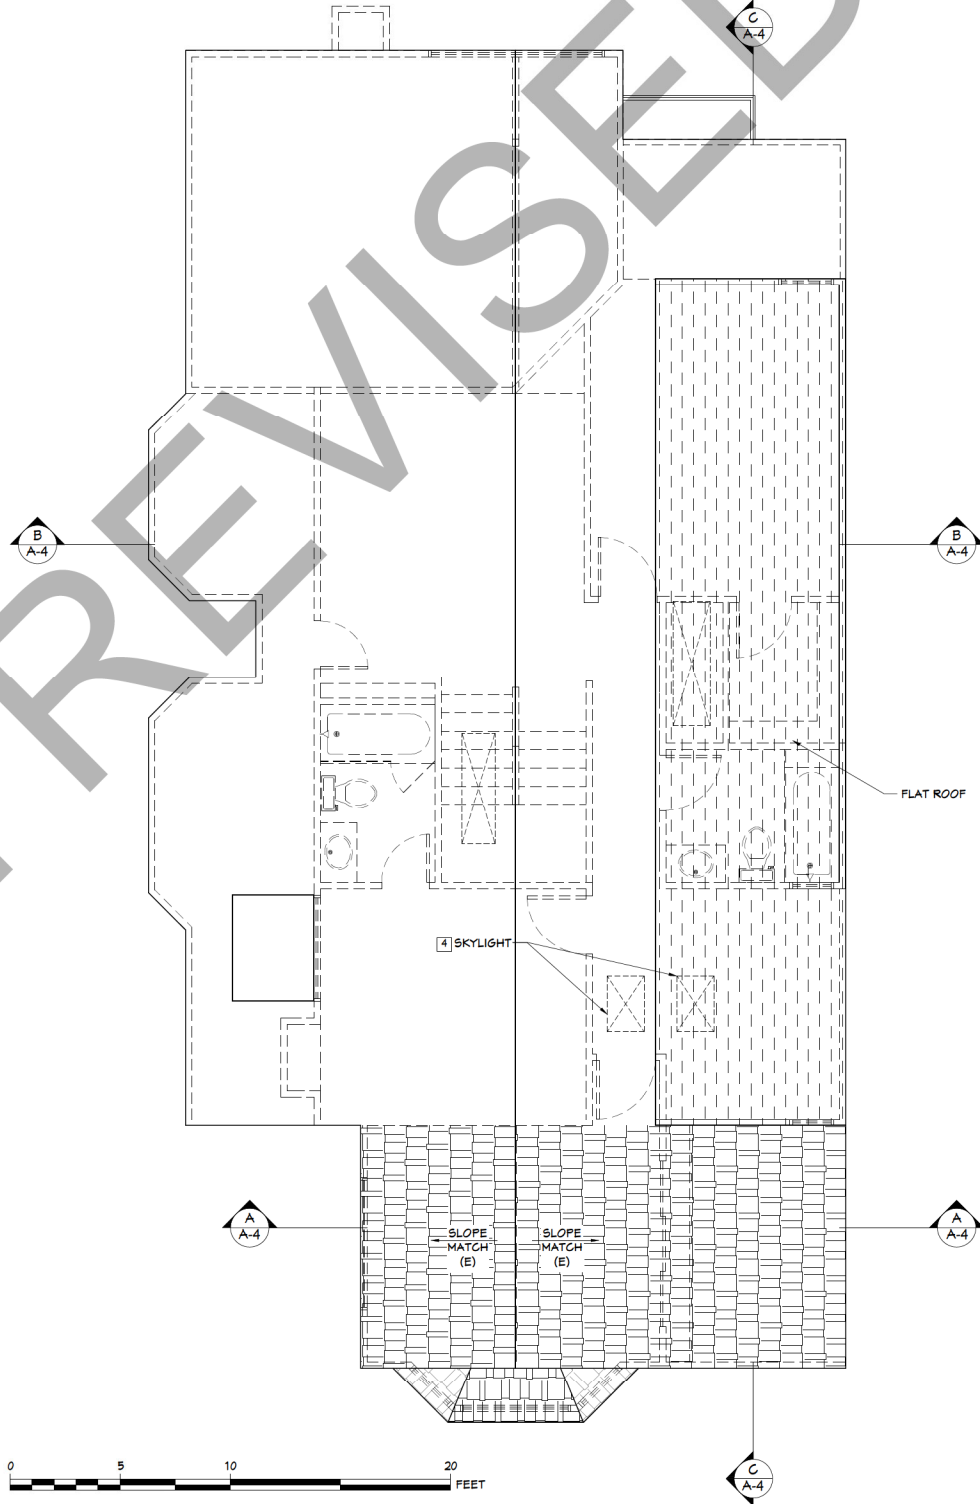 C
A-4
REVISED
B
A-4
B
A-4
FLAT ROOF
4 SKYLIGHT
A
A-4
SLOPE
MATCH
(E)
SLOPE
MATCH
(E)
A
A-4
0 5 10 20
FEET
C
A-4